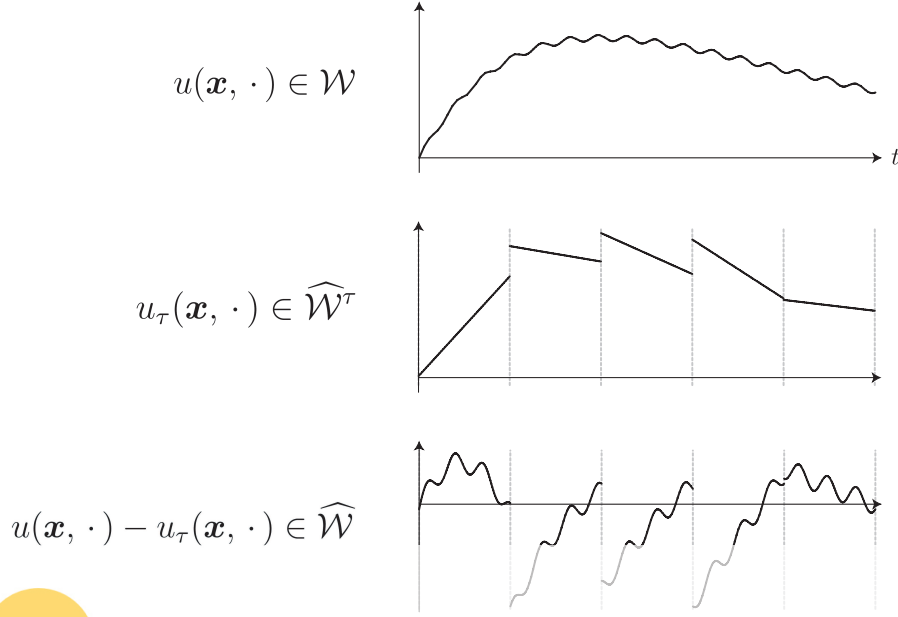 u(x, · ) ∈ 𝒲
t
u_τ(x, · ) ∈ \widehat{𝒲}^τ
u(x, · ) − u_τ(x, · ) ∈ \widehat{𝒲}